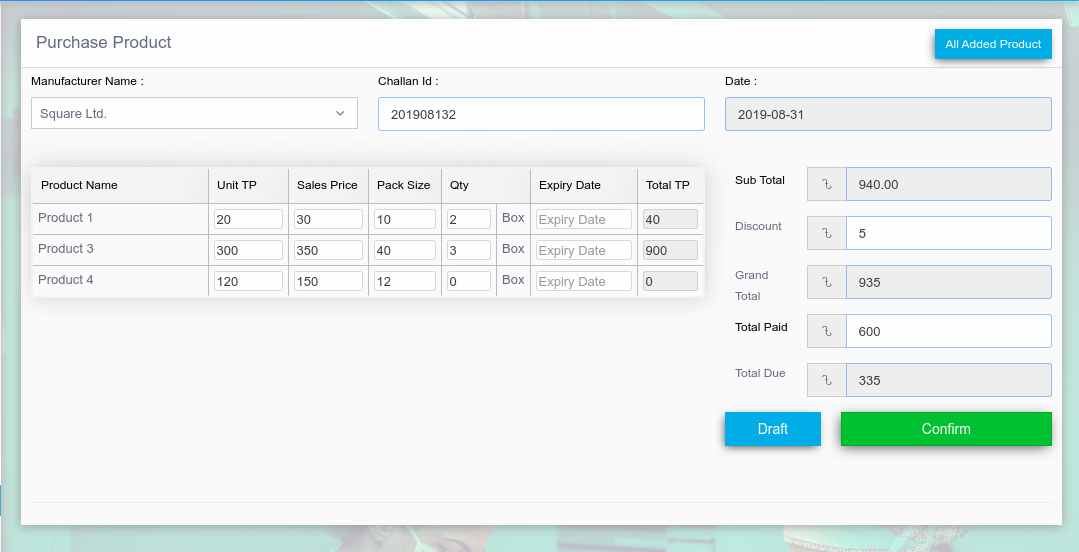 Purchase Product
All Added Product
Manufacturer Name :
Challan Id :
Date :
Square Ltd.
201908132
2019-08-31
Product Name Unit TP Sales Price Pack Size Qty Expiry Date Total TP
Product 1 20 30 10 2 Box Expiry Date 40
Product 3 300 350 40 3 Box Expiry Date 900
Product 4 120 150 12 0 Box Expiry Date 0
Sub Total ৳ 940.00
Discount ৳ 5
Grand
Total ৳ 935
Total Paid ৳ 600
Total Due ৳ 335
Draft
Confirm